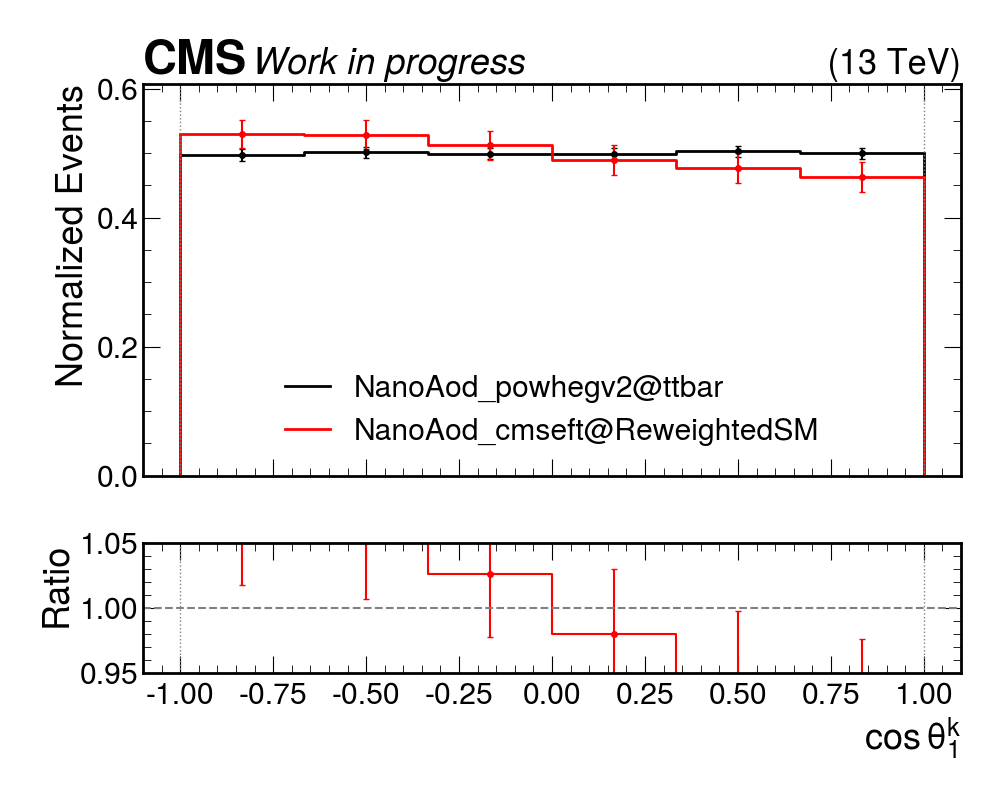 CMS Work in progress (13 TeV)
0.6
0.4
0.2
0.0
Normalized Events
NanoAod_powhegv2@ttbar
NanoAod_cmseft@ReweightedSM
1.05
1.00
0.95
Ratio
-1.00 -0.75 -0.50 -0.25 0.00 0.25 0.50 0.75 1.00
cos θ₁ᵏ